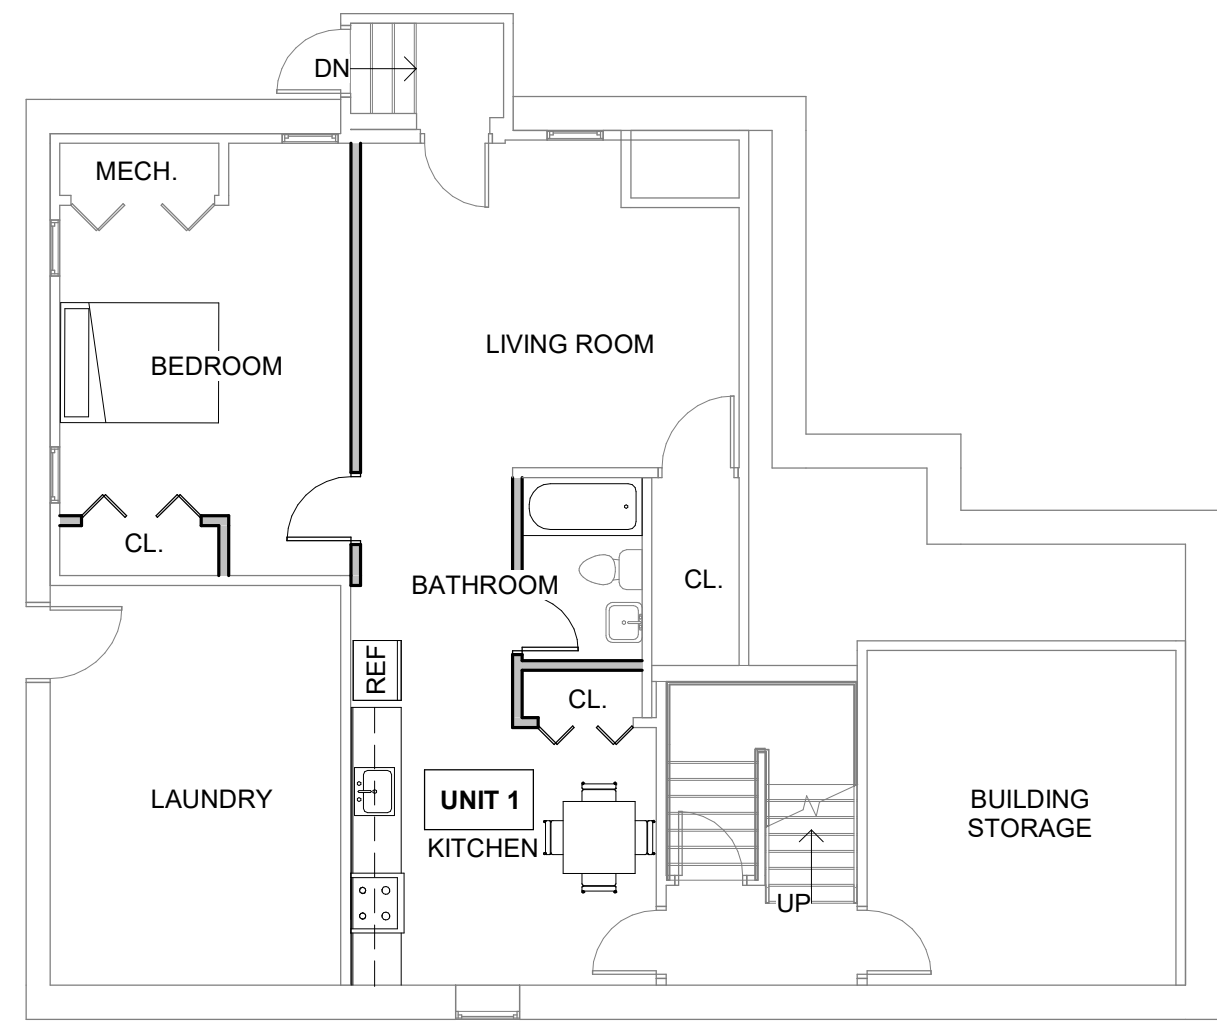 DN
MECH.
LIVING ROOM
BEDROOM
CL.
BATHROOM
CL.
REF
CL.
LAUNDRY
UNIT 1
KITCHEN
BUILDING
STORAGE
UP